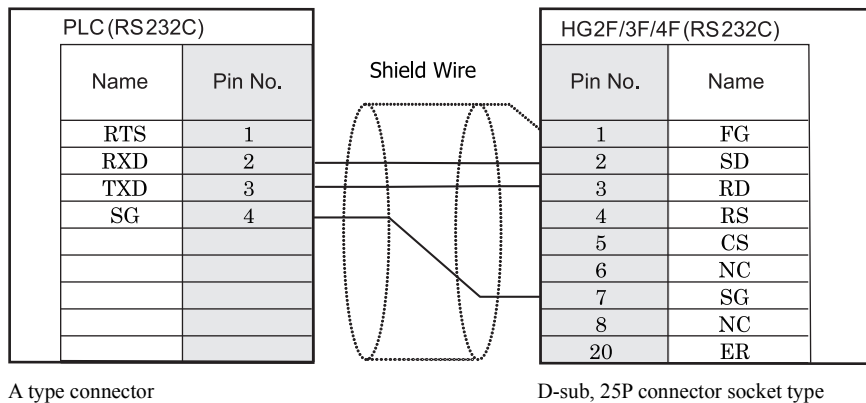 PLC (RS232C)
HG2F/3F/4F (RS232C)
Name Pin No.
Shield Wire
Pin No. Name
RTS 1
1 FG
RXD 2
2 SD
TXD 3
3 RD
SG 4
4 RS
5 CS
6 NC
7 SG
8 NC
20 ER
A type connector
D-sub, 25P connector socket type